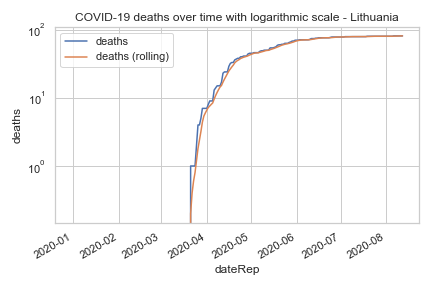 COVID-19 deaths over time with logarithmic scale - Lithuania
deaths
deaths (rolling)
10²
10¹
10⁰
deaths
2020-01
2020-02
2020-03
2020-04
2020-05
2020-06
2020-07
2020-08
dateRep